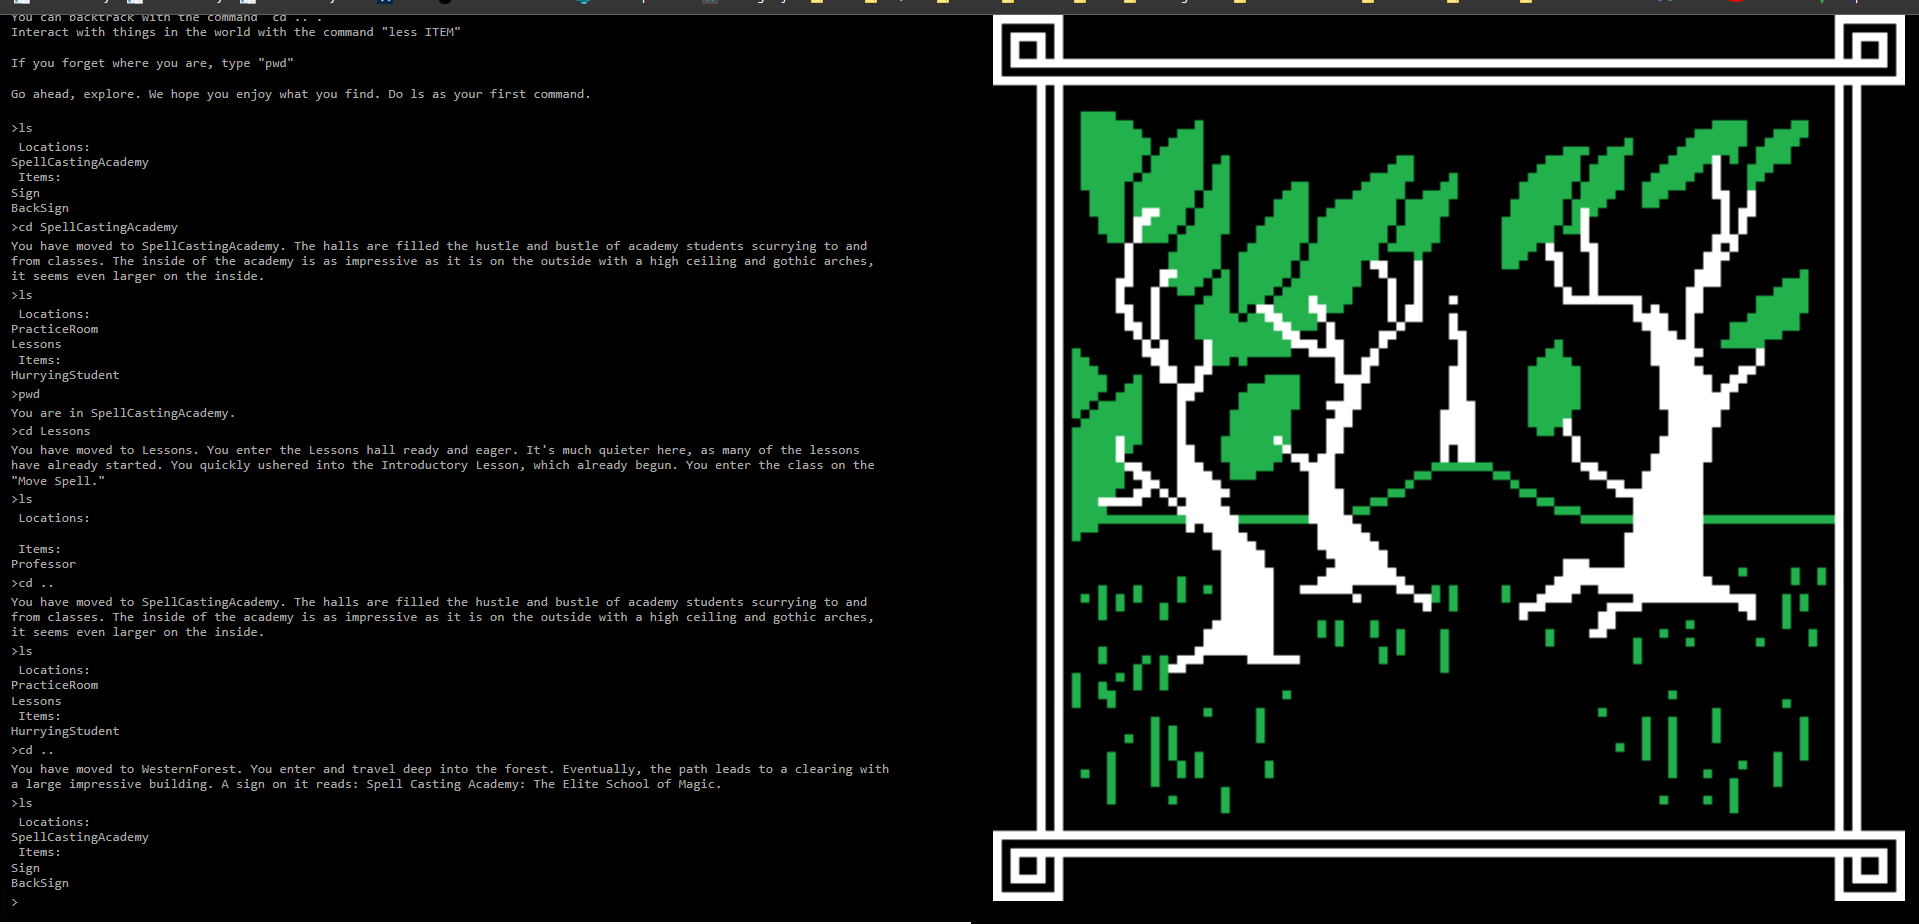 You can backtrack with the command "cd ..".
Interact with things in the world with the command "less ITEM"
If you forget where you are, type "pwd"
Go ahead, explore. We hope you enjoy what you find. Do ls as your first command.
>ls
Locations:
SpellCastingAcademy
Items:
Sign
BackSign
>cd SpellCastingAcademy
You have moved to SpellCastingAcademy. The halls are filled the hustle and bustle of academy students scurrying to and
from classes. The inside of the academy is as impressive as it is on the outside with a high ceiling and gothic arches,
it seems even larger on the inside.
>ls
Locations:
PracticeRoom
Lessons
Items:
HurryingStudent
>pwd
You are in SpellCastingAcademy.
>cd Lessons
You have moved to Lessons. You enter the Lessons hall ready and eager. It's much quieter here, as many of the lessons
have already started. You quickly ushered into the Introductory Lesson, which already begun. You enter the class on the
"Move Spell."
>ls
Locations:
Items:
Professor
>cd ..
You have moved to SpellCastingAcademy. The halls are filled the hustle and bustle of academy students scurrying to and
from classes. The inside of the academy is as impressive as it is on the outside with a high ceiling and gothic arches,
it seems even larger on the inside.
>ls
Locations:
PracticeRoom
Lessons
Items:
HurryingStudent
>cd ..
You have moved to WesternForest. You enter and travel deep into the forest. Eventually, the path leads to a clearing with
a large impressive building. A sign on it reads: Spell Casting Academy: The Elite School of Magic.
>ls
Locations:
SpellCastingAcademy
Items:
Sign
BackSign
>